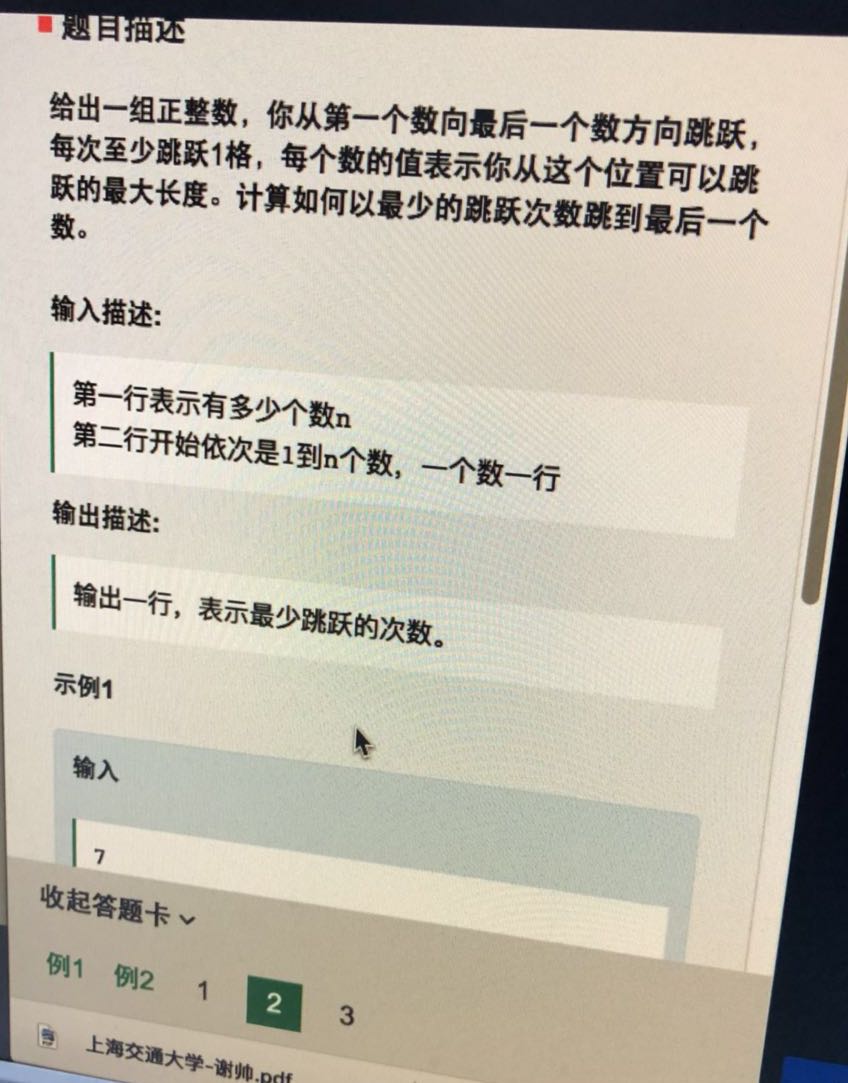 题目描述
给出一组正整数，你从第一个数向最后一个数方向跳跃，
每次至少跳跃1格，每个数的值表示你从这个位置可以跳
跃的最大长度。计算如何以最少的跳跃次数跳到最后一个
数。
输入描述:
第一行表示有多少个数n
第二行开始依次是1到n个数，一个数一行
输出描述:
输出一行，表示最少跳跃的次数。
示例1
输入
7
收起答题卡
例1 例2 1 2 3
上海交通大学-谢帅.pdf